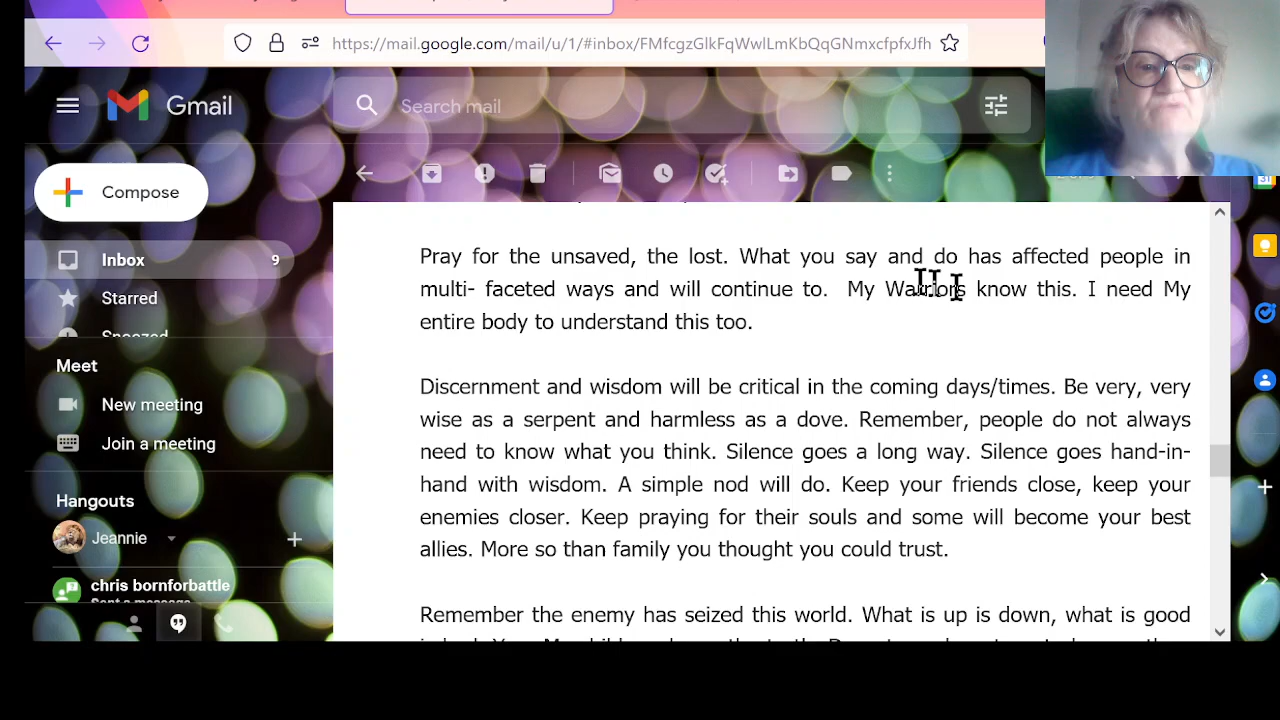 https://mail.google.com/mail/u/1/#inbox/FMfcgzGlkFqWwlLmKbQqGNmxcfpfxJfh
Gmail
Search mail
Compose
Inbox 9
Starred
Snoozed
Meet
New meeting
Join a meeting
Hangouts
Jeannie
chris bornforbattle
Sent a message
Pray for the unsaved, the lost. What you say and do has affected people in
multi- faceted ways and will continue to. My Warriors know this. I need My
entire body to understand this too.
Discernment and wisdom will be critical in the coming days/times. Be very, very
wise as a serpent and harmless as a dove. Remember, people do not always
need to know what you think. Silence goes a long way. Silence goes hand-in-
hand with wisdom. A simple nod will do. Keep your friends close, keep your
enemies closer. Keep praying for their souls and some will become your best
allies. More so than family you thought you could trust.
Remember the enemy has seized this world. What is up is down, what is good